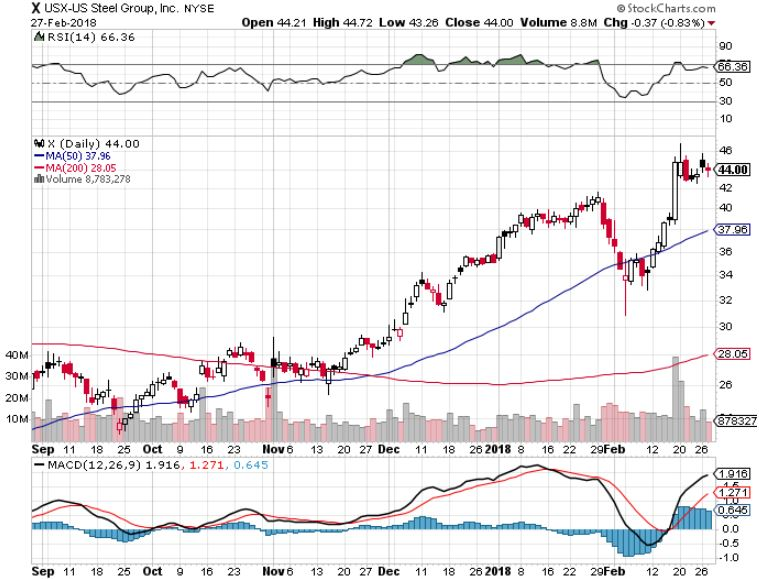 X USX-US Steel Group, Inc. NYSE © StockCharts.com
27-Feb-2018 Open 44.21 High 44.72 Low 43.26 Close 44.00 Volume 8.8M Chg -0.37 (-0.83%)
RSI(14) 66.36
90
66.36
50
30
10
X (Daily) 44.00
MA(50) 37.96
MA(200) 28.05
Volume 8,783,278
46
44.00
42
40
37.96
36
34
32
30
28.05
26
40M
30M
20M
10M
878327
Sep 11 18 25 Oct 9 16 23 Nov 6 13 20 Dec 11 18 26 2018 8 16 22 29 Feb 12 20 26
MACD(12,26,9) 1.916, 1.271, 0.645
1.916
1.271
0.645
0.0
-0.5
-1.0
Sep 11 18 25 Oct 9 16 23 Nov 6 13 20 Dec 11 18 26 2018 8 16 22 29 Feb 12 20 26